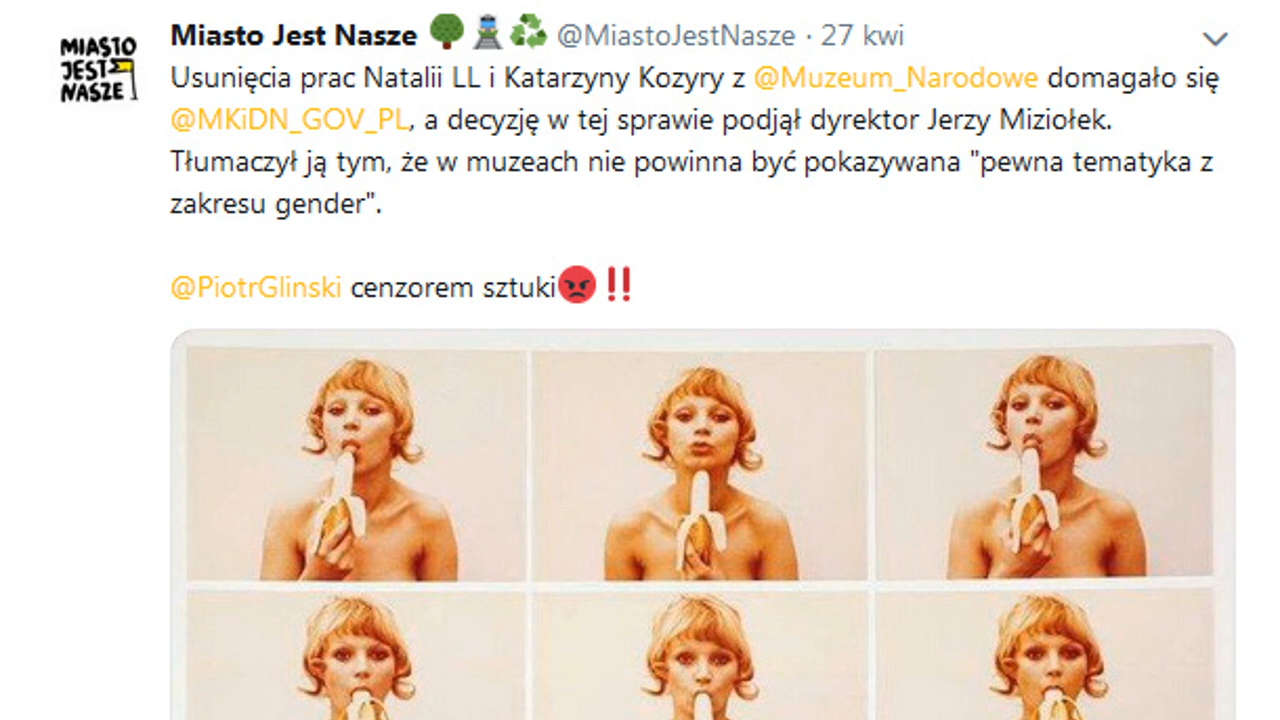 MIASTO
JEST
NASZE
Miasto Jest Nasze 🌳🚊♻️ @MiastoJestNasze · 27 kwi
Usunięcia prac Natalii LL i Katarzyny Kozyry z @Muzeum_Narodowe domagało się
@MKiDN_GOV_PL, a decyzję w tej sprawie podjął dyrektor Jerzy Miziołek.
Tłumaczył ją tym, że w muzeach nie powinna być pokazywana "pewna tematyka z
zakresu gender".
@PiotrGlinski cenzorem sztuki😡‼️